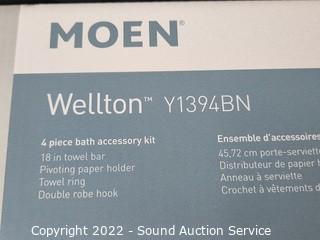 MOEN®
Wellton™ Y1394BN
4 piece bath accessory kit
18 in towel bar
Pivoting paper holder
Towel ring
Double robe hook
Ensemble d'accessoires
45,72 cm porte-serviette
Distributeur de papier
Anneau à serviette
Crochet à vêtements
Copyright 2022 - Sound Auction Service